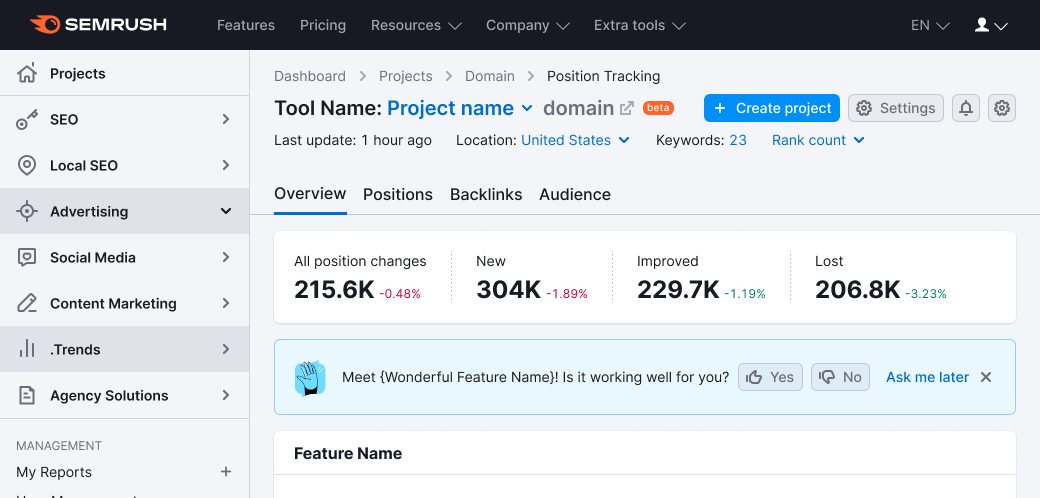 SEMRUSH
Features Pricing Resources Company Extra tools EN
Projects
SEO
Local SEO
Advertising
Social Media
Content Marketing
.Trends
Agency Solutions
MANAGEMENT
My Reports +
Dashboard > Projects > Domain > Position Tracking
Tool Name: Project name domain beta
+ Create project Settings
Last update: 1 hour ago Location: United States Keywords: 23 Rank count
Overview Positions Backlinks Audience
All position changes New Improved Lost
215.6K -0.48% 304K -1.89% 229.7K -1.19% 206.8K -3.23%
Meet {Wonderful Feature Name}! Is it working well for you? Yes No Ask me later
Feature Name